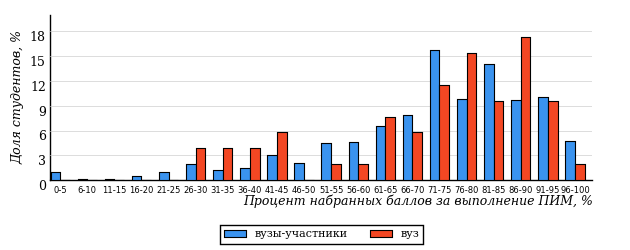 Доля студентов, %
18
15
12
9
6
3
0
0-5 6-10 11-15 16-20 21-25 26-30 31-35 36-40 41-45 46-50 51-55 56-60 61-65 66-70 71-75 76-80 81-85 86-90 91-95 96-100
Процент набранных баллов за выполнение ПИМ, %
вузы-участники вуз